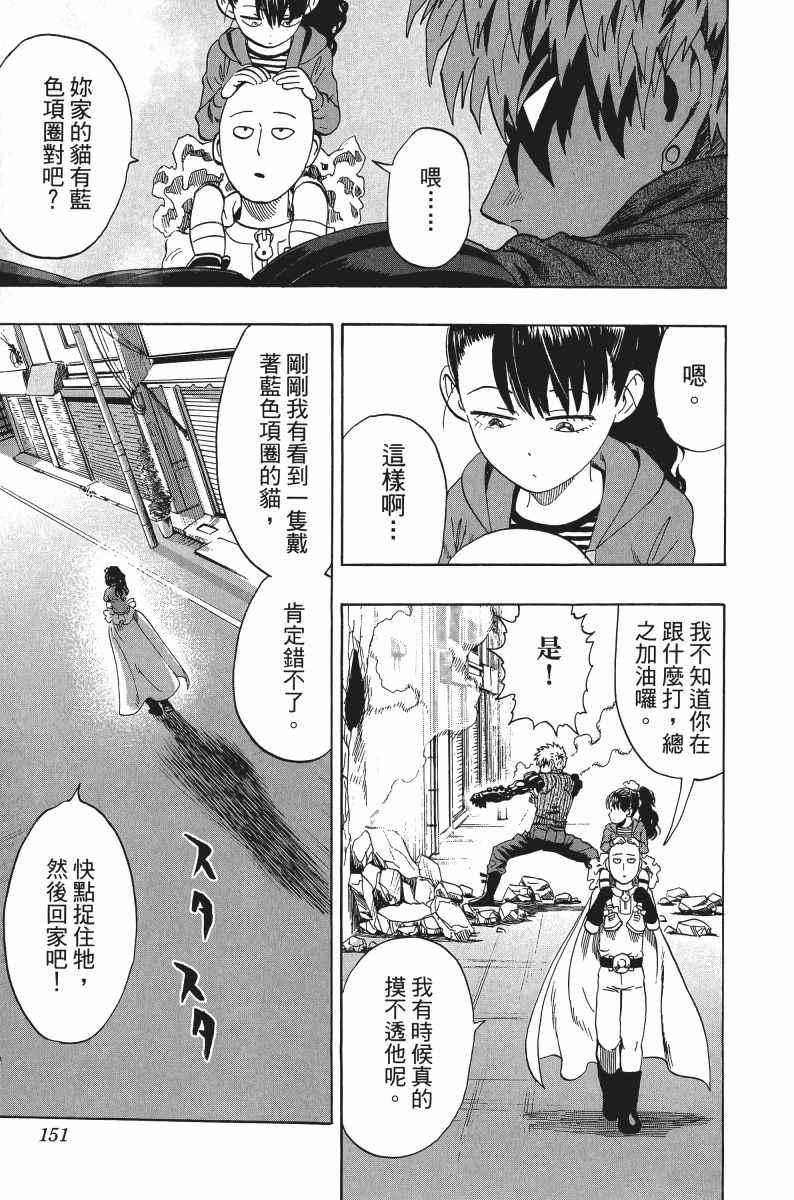 喂……
妳家的貓有藍
色項圈對吧？
嗯。
這樣啊…
我不知道你在
跟什麼打，總
之加油囉。
是！
我有時候真的
摸不透他呢。
剛剛我有看到一隻戴
著藍色項圈的貓，
肯定錯不了。
快點捉住牠，
然後回家吧！
スタ
スタ
151